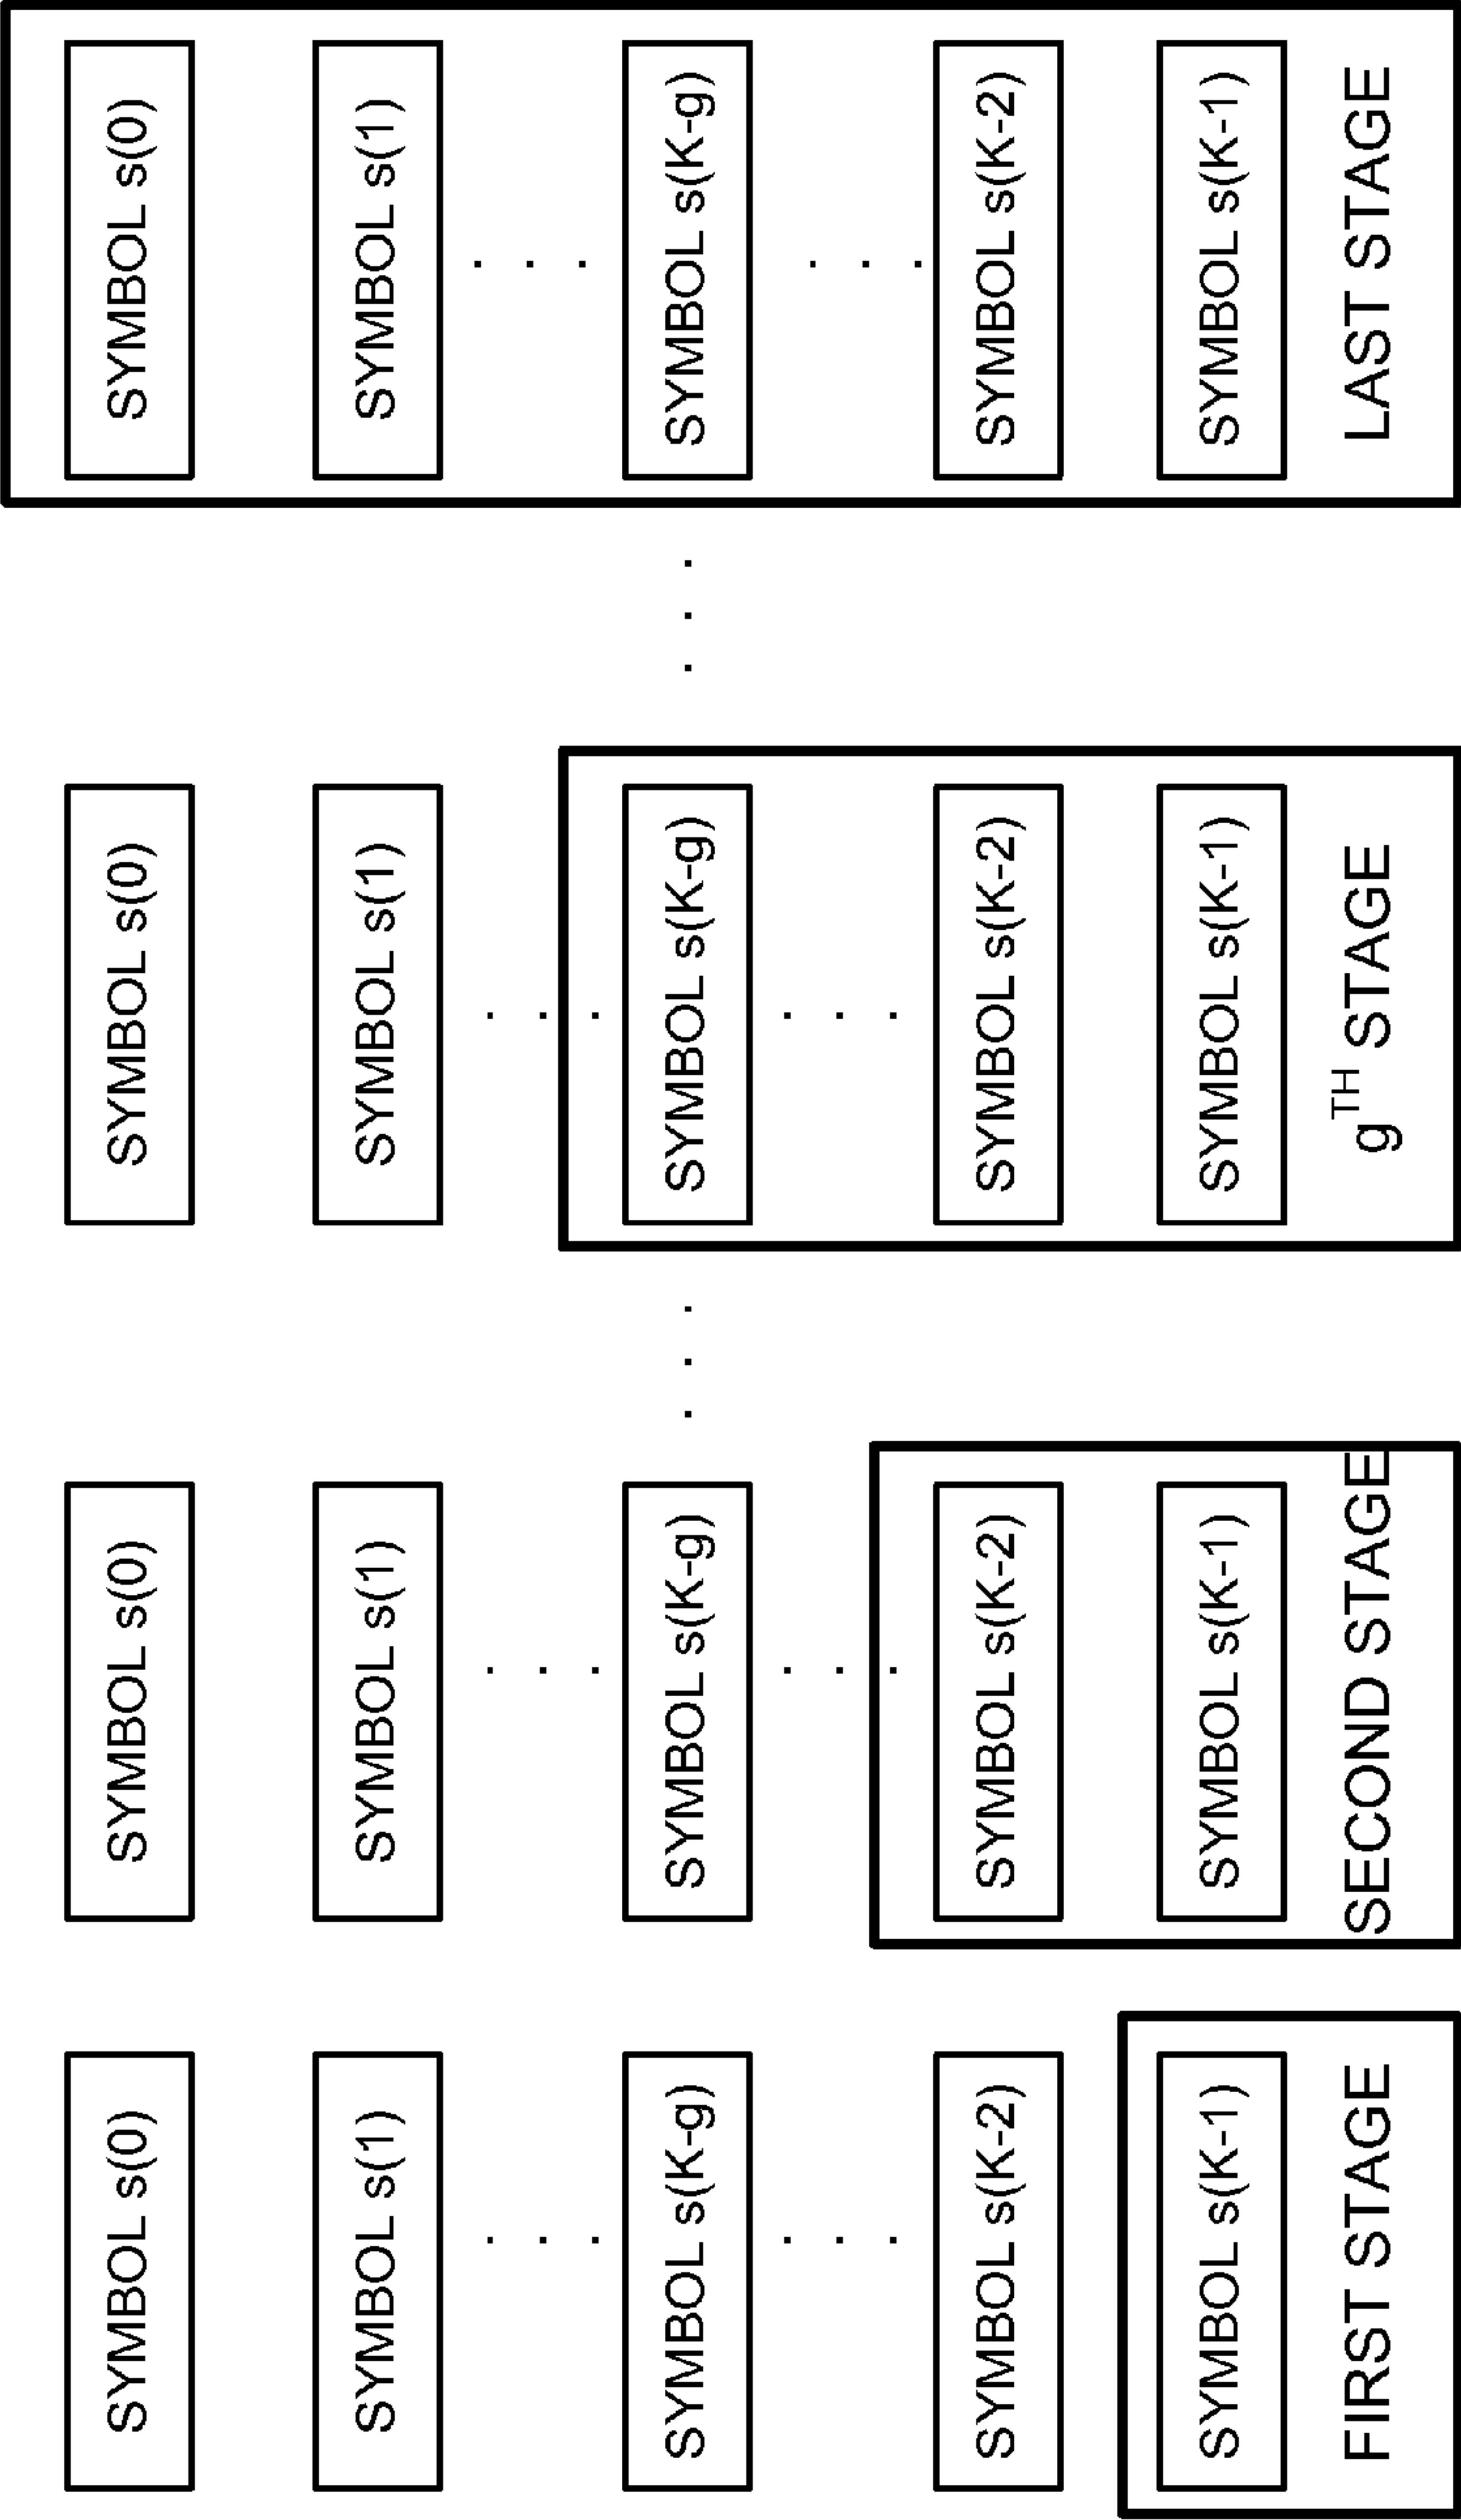 SYMBOL s(0)
SYMBOL s(1)
. . .
SYMBOL s(K-g)
. . .
SYMBOL s(K-2)
SYMBOL s(K-1)
FIRST STAGE
SYMBOL s(0)
SYMBOL s(1)
. . .
SYMBOL s(K-g)
. . .
SYMBOL s(K-2)
SYMBOL s(K-1)
SECOND STAGE
. . .
SYMBOL s(0)
SYMBOL s(1)
. . .
SYMBOL s(K-g)
. . .
SYMBOL s(K-2)
SYMBOL s(K-1)
g^TH STAGE
. . .
SYMBOL s(0)
SYMBOL s(1)
. . .
SYMBOL s(K-g)
. . .
SYMBOL s(K-2)
SYMBOL s(K-1)
LAST STAGE